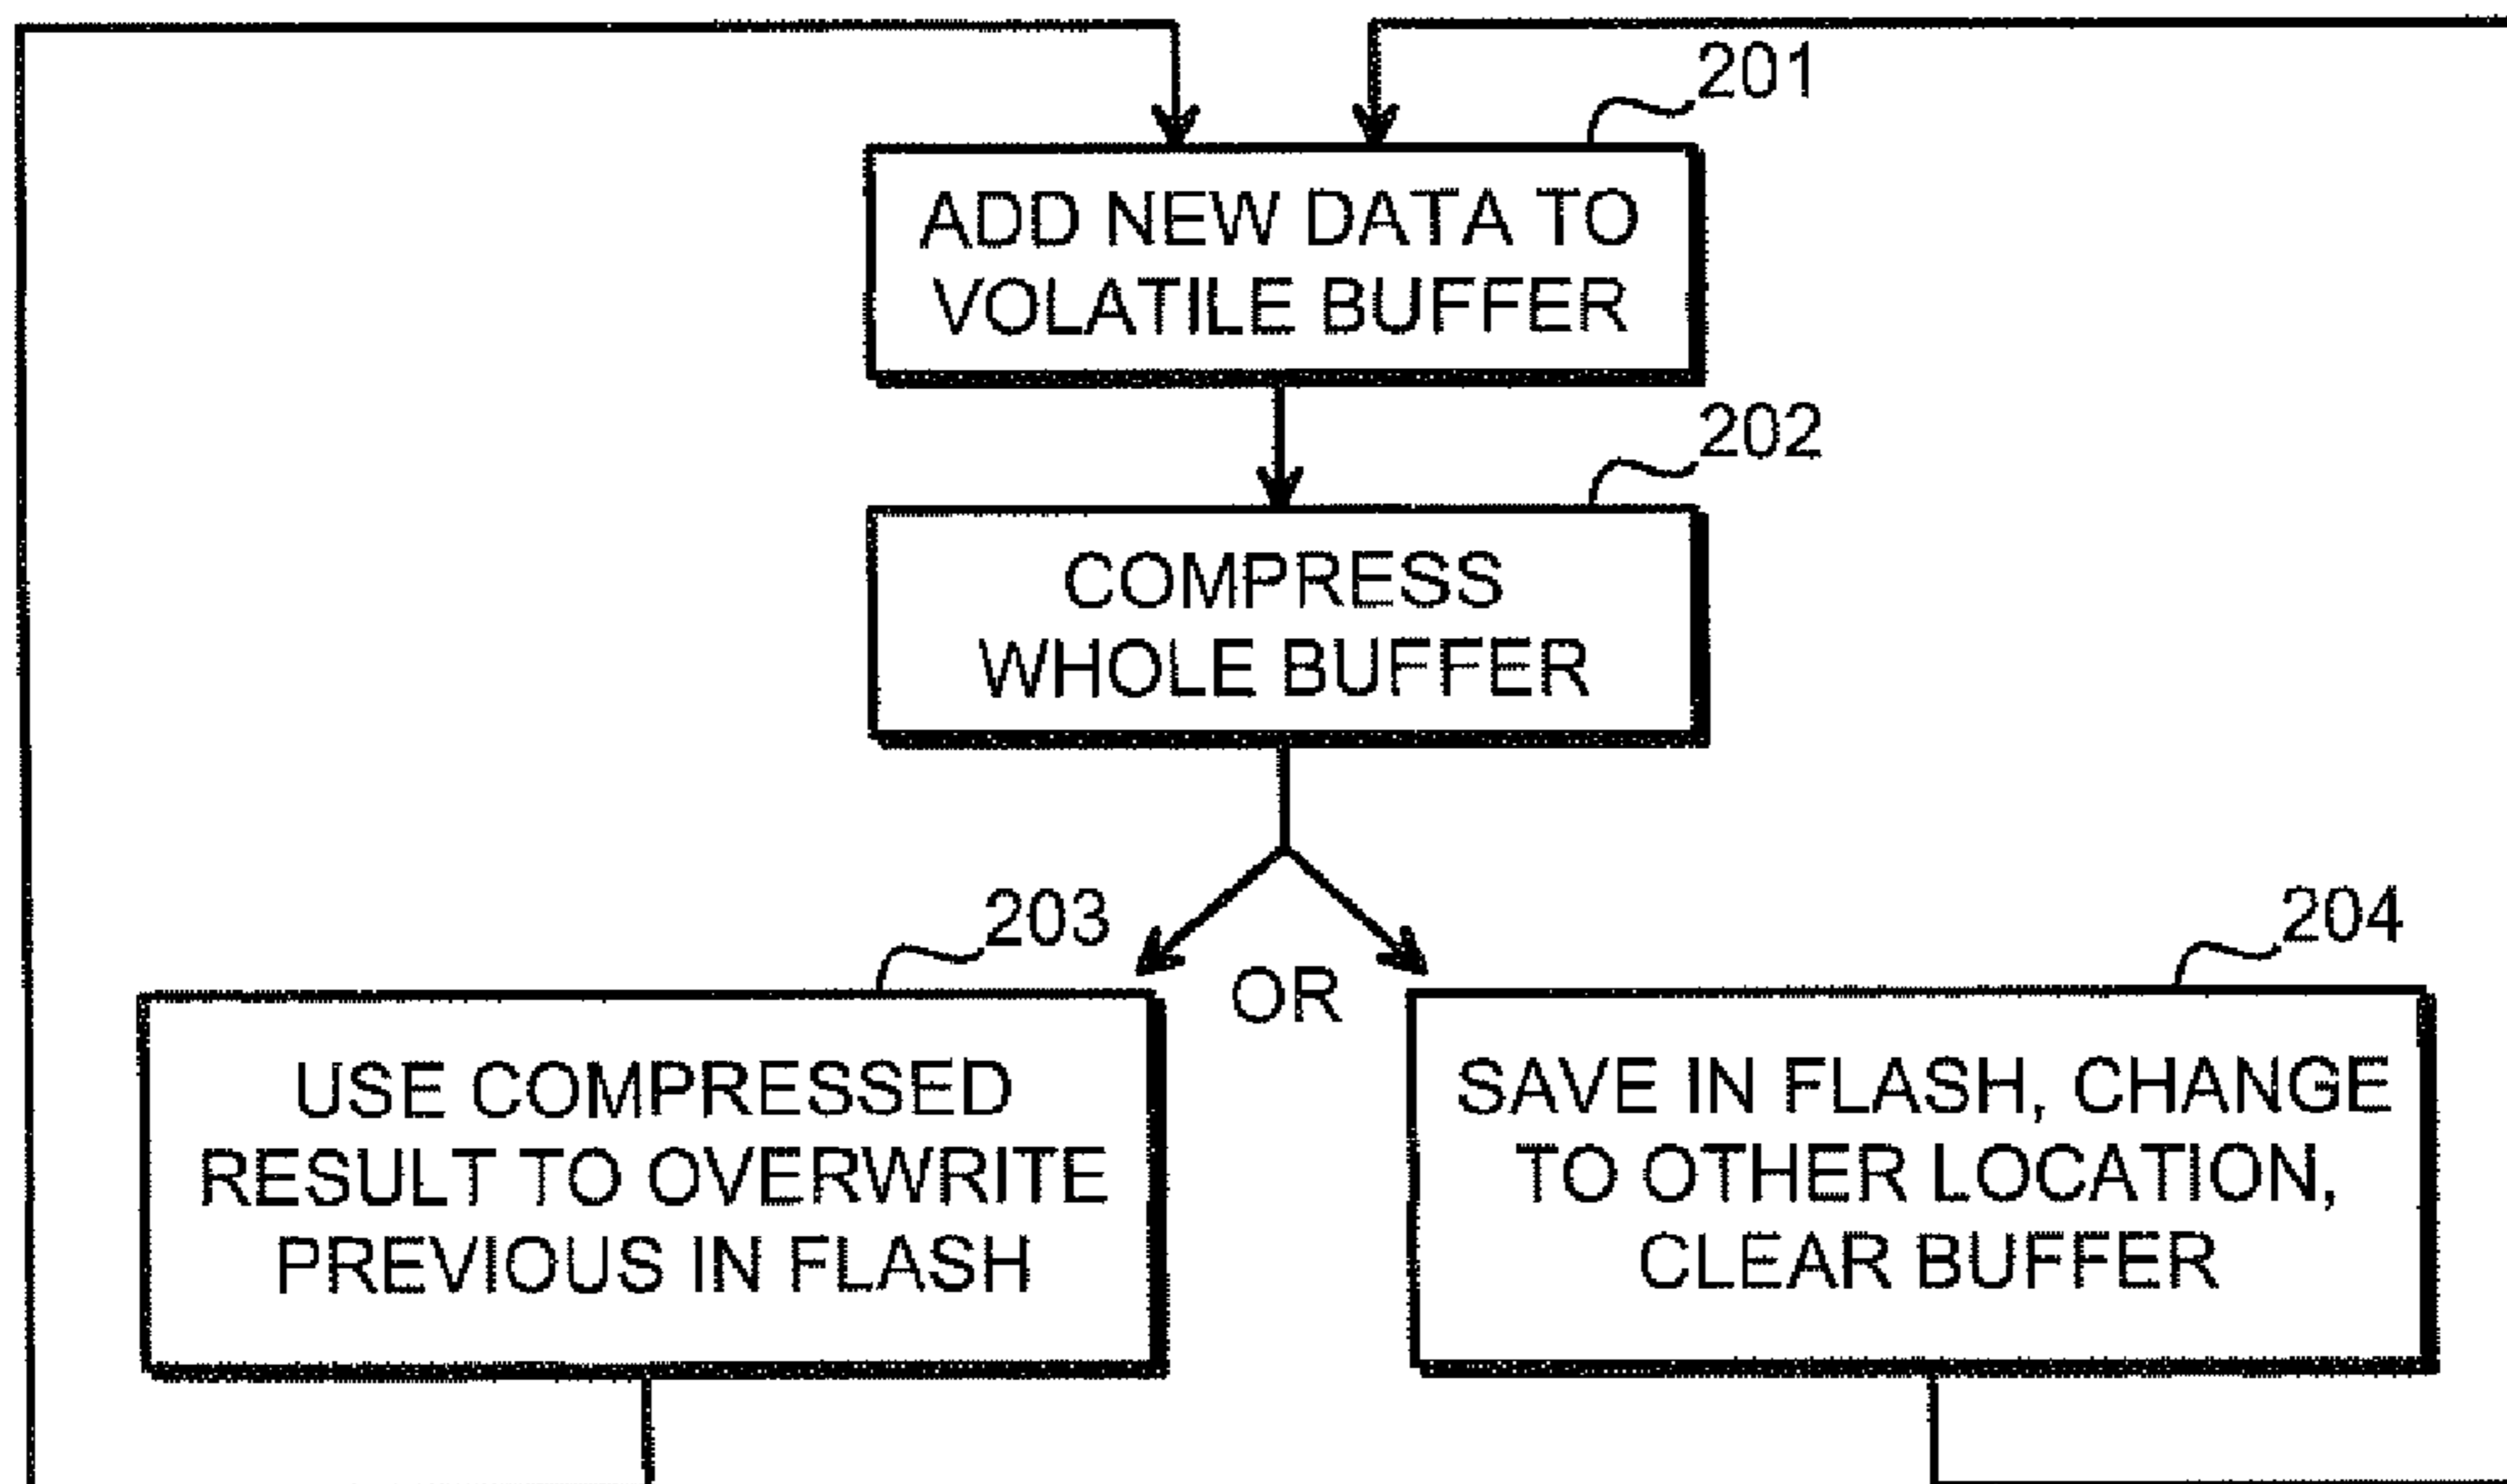 201
ADD NEW DATA TO
VOLATILE BUFFER
202
COMPRESS
WHOLE BUFFER
203
OR
204
USE COMPRESSED
RESULT TO OVERWRITE
PREVIOUS IN FLASH
SAVE IN FLASH, CHANGE
TO OTHER LOCATION,
CLEAR BUFFER